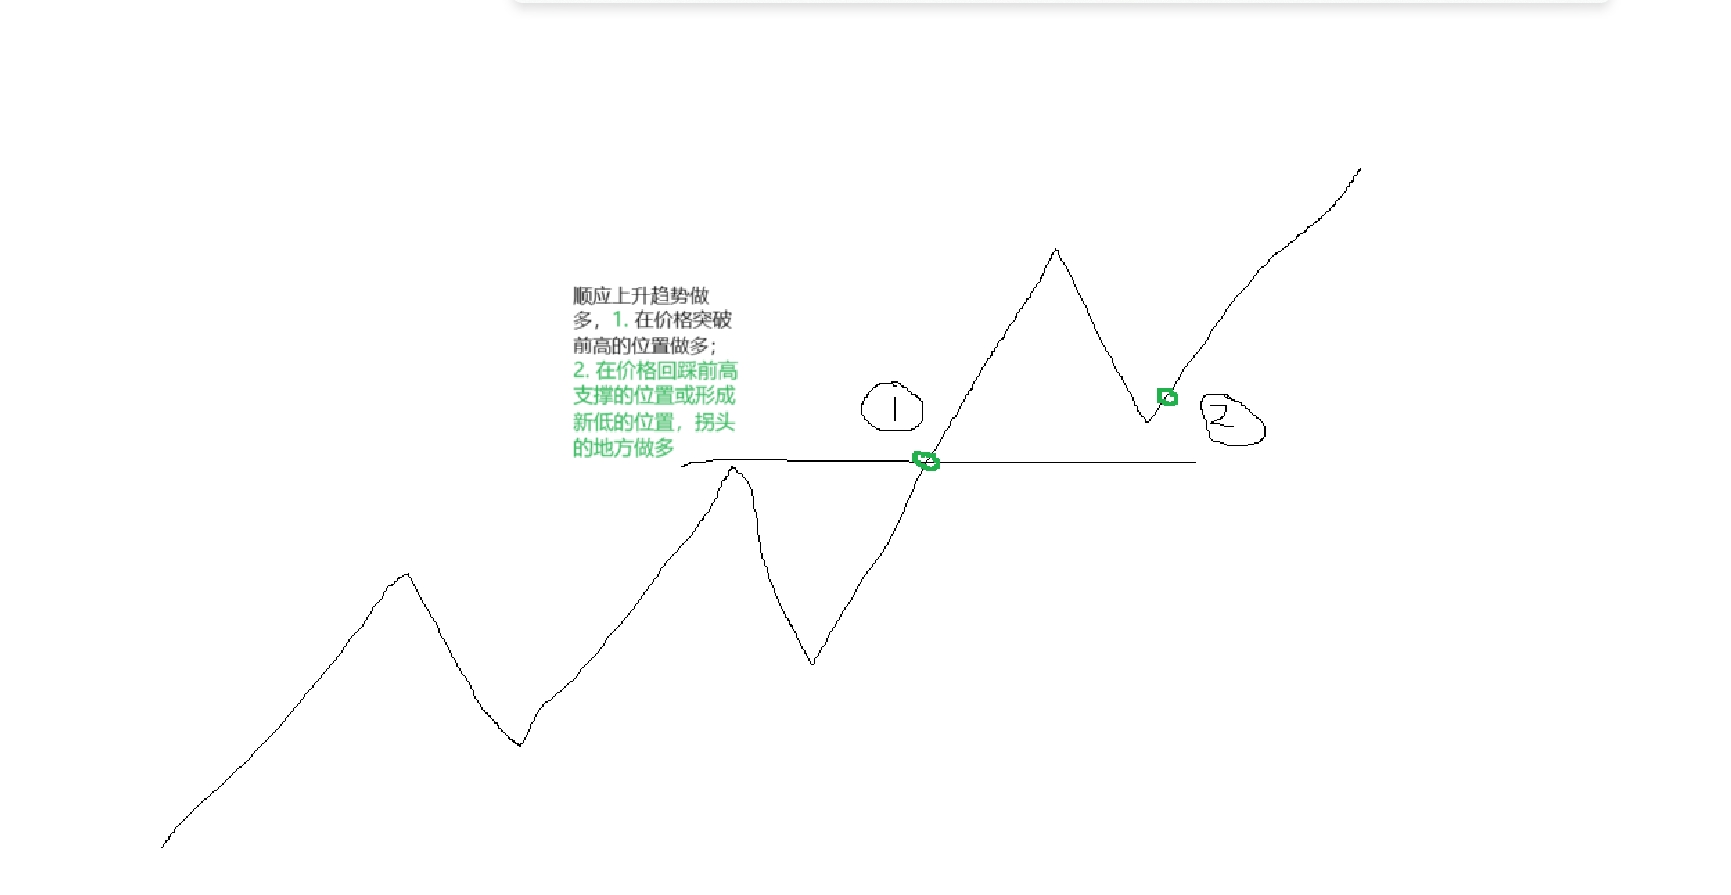 顺应上升趋势做
多，1. 在价格突破
前高的位置做多；
2. 在价格回踩前高
支撑的位置或形成
新低的位置，拐头
的地方做多
1
2